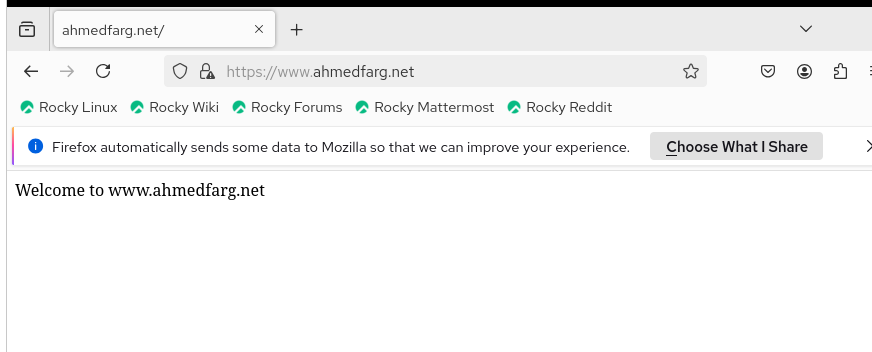 ahmedfarg.net/
https://www.ahmedfarg.net
Rocky Linux Rocky Wiki Rocky Forums Rocky Mattermost Rocky Reddit
Firefox automatically sends some data to Mozilla so that we can improve your experience. Choose What I Share
Welcome to www.ahmedfarg.net